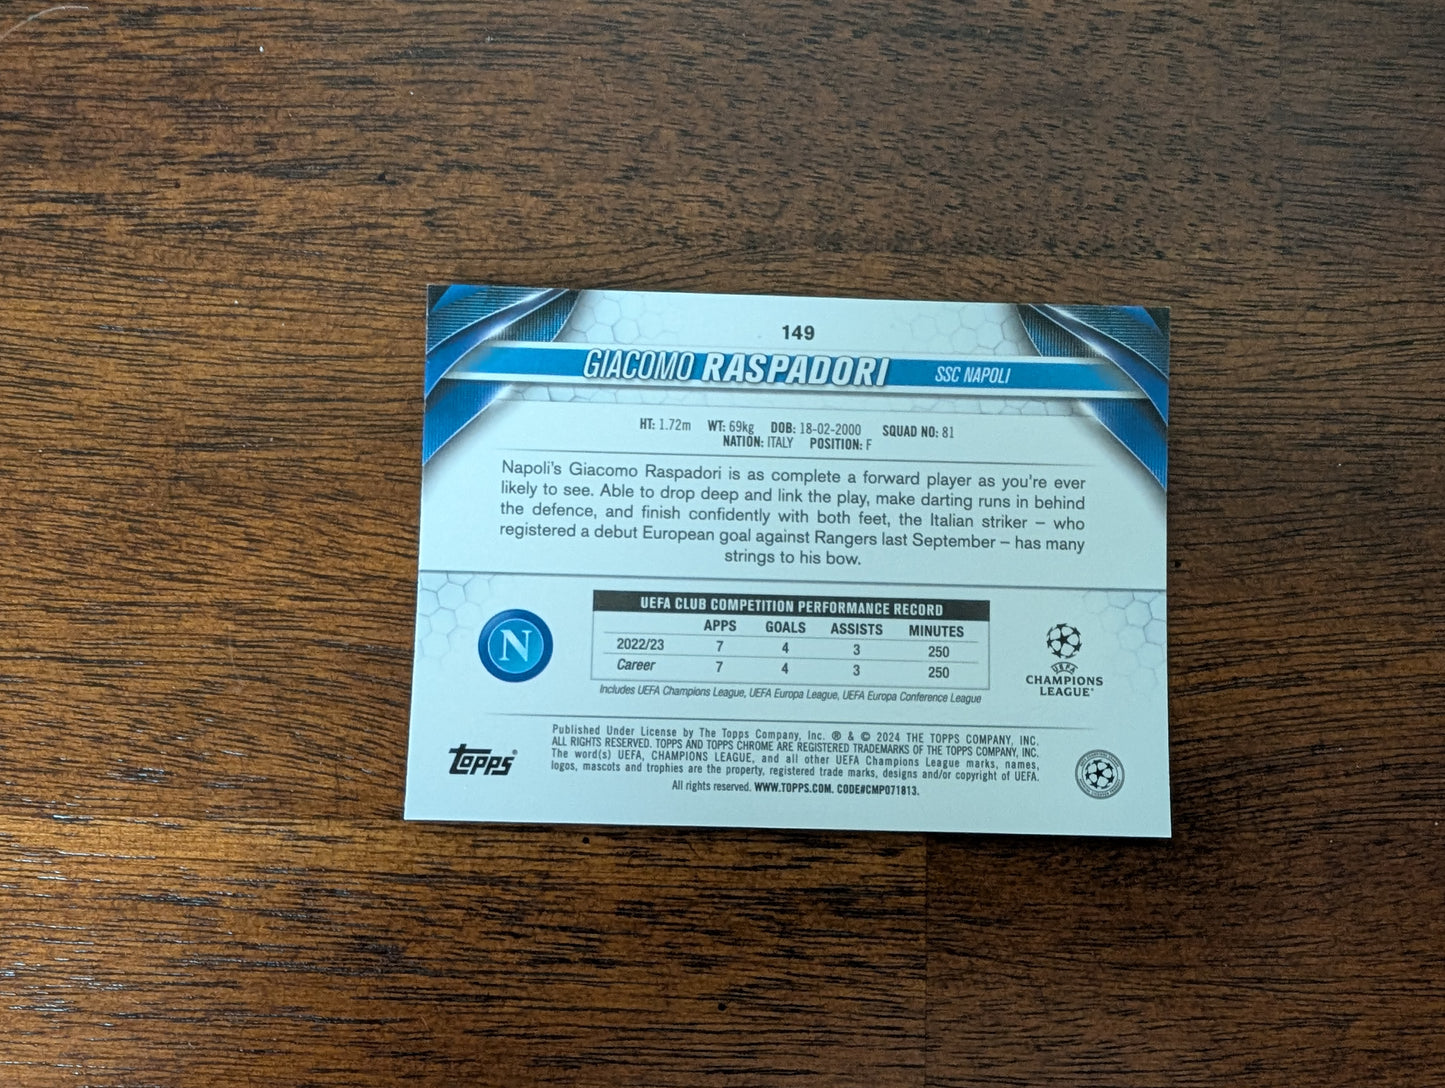 149
GIACOMO RASPADORI SSC NAPOLI
HT: 1.72m WT: 69kg DOB: 18-02-2000 SQUAD NO: 81
NATION: ITALY POSITION: F
Napoli's Giacomo Raspadori is as complete a forward player as you're ever
likely to see. Able to drop deep and link the play, make darting runs in behind
the defence, and finish confidently with both feet, the Italian striker – who
registered a debut European goal against Rangers last September – has many
strings to his bow.
N
UEFA CLUB COMPETITION PERFORMANCE RECORD
APPS GOALS ASSISTS MINUTES
2022/23 7 4 3 250
Career 7 4 3 250
Includes UEFA Champions League, UEFA Europa League, UEFA Europa Conference League
UEFA
CHAMPIONS
LEAGUE®
topps®
Published Under License by The Topps Company, Inc. ® & © 2024 THE TOPPS COMPANY, INC.
ALL RIGHTS RESERVED. TOPPS AND TOPPS CHROME ARE REGISTERED TRADEMARKS OF THE TOPPS COMPANY, INC.
The word(s) UEFA, CHAMPIONS LEAGUE, and all other UEFA Champions League marks, names,
logos, mascots and trophies are the property, registered trade marks, designs and/or copyright of UEFA.
All rights reserved. WWW.TOPPS.COM. CODE#CMP071813.